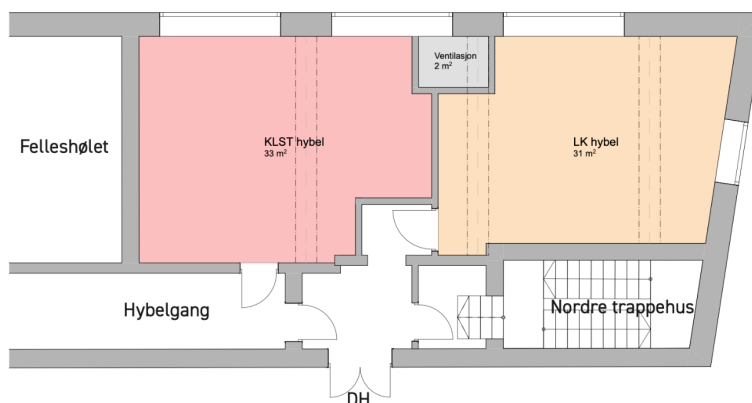 Ventilasjon
2 m²
Felleshølet
KLST hybel
33 m²
LK hybel
31 m²
Hybelgang
Nordre trappehus
DH